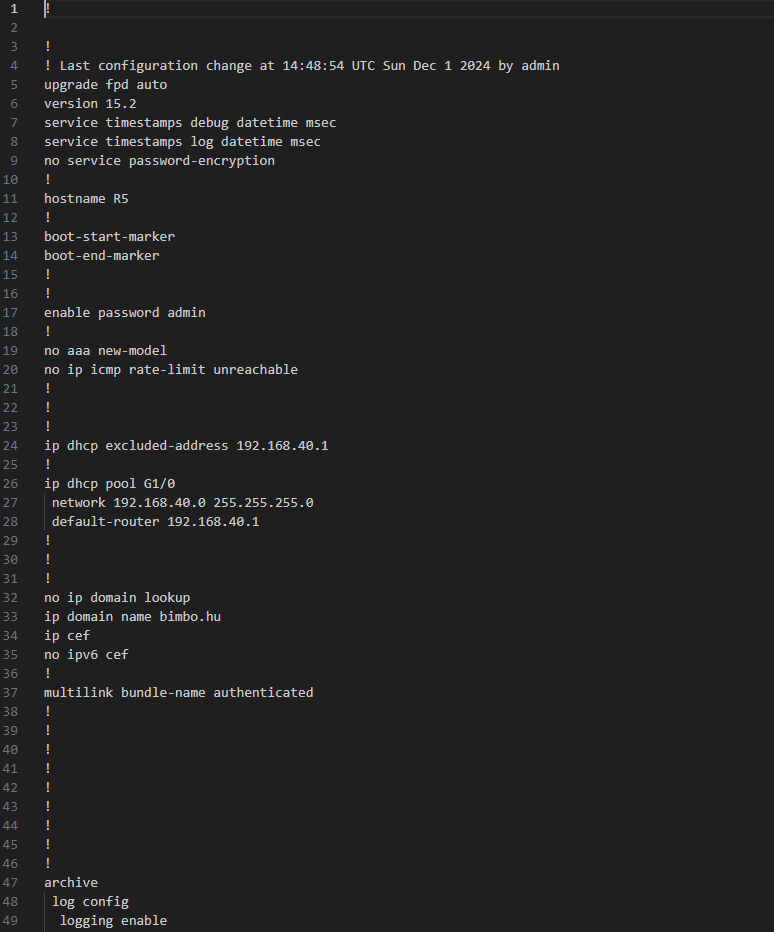 1 !
2
3 !
4 ! Last configuration change at 14:48:54 UTC Sun Dec 1 2024 by admin
5 upgrade fpd auto
6 version 15.2
7 service timestamps debug datetime msec
8 service timestamps log datetime msec
9 no service password-encryption
10 !
11 hostname R5
12 !
13 boot-start-marker
14 boot-end-marker
15 !
16 !
17 enable password admin
18 !
19 no aaa new-model
20 no ip icmp rate-limit unreachable
21 !
22 !
23 !
24 ip dhcp excluded-address 192.168.40.1
25 !
26 ip dhcp pool G1/0
27  network 192.168.40.0 255.255.255.0
28  default-router 192.168.40.1
29 !
30 !
31 !
32 no ip domain lookup
33 ip domain name bimbo.hu
34 ip cef
35 no ipv6 cef
36 !
37 multilink bundle-name authenticated
38 !
39 !
40 !
41 !
42 !
43 !
44 !
45 !
46 !
47 archive
48  log config
49   logging enable